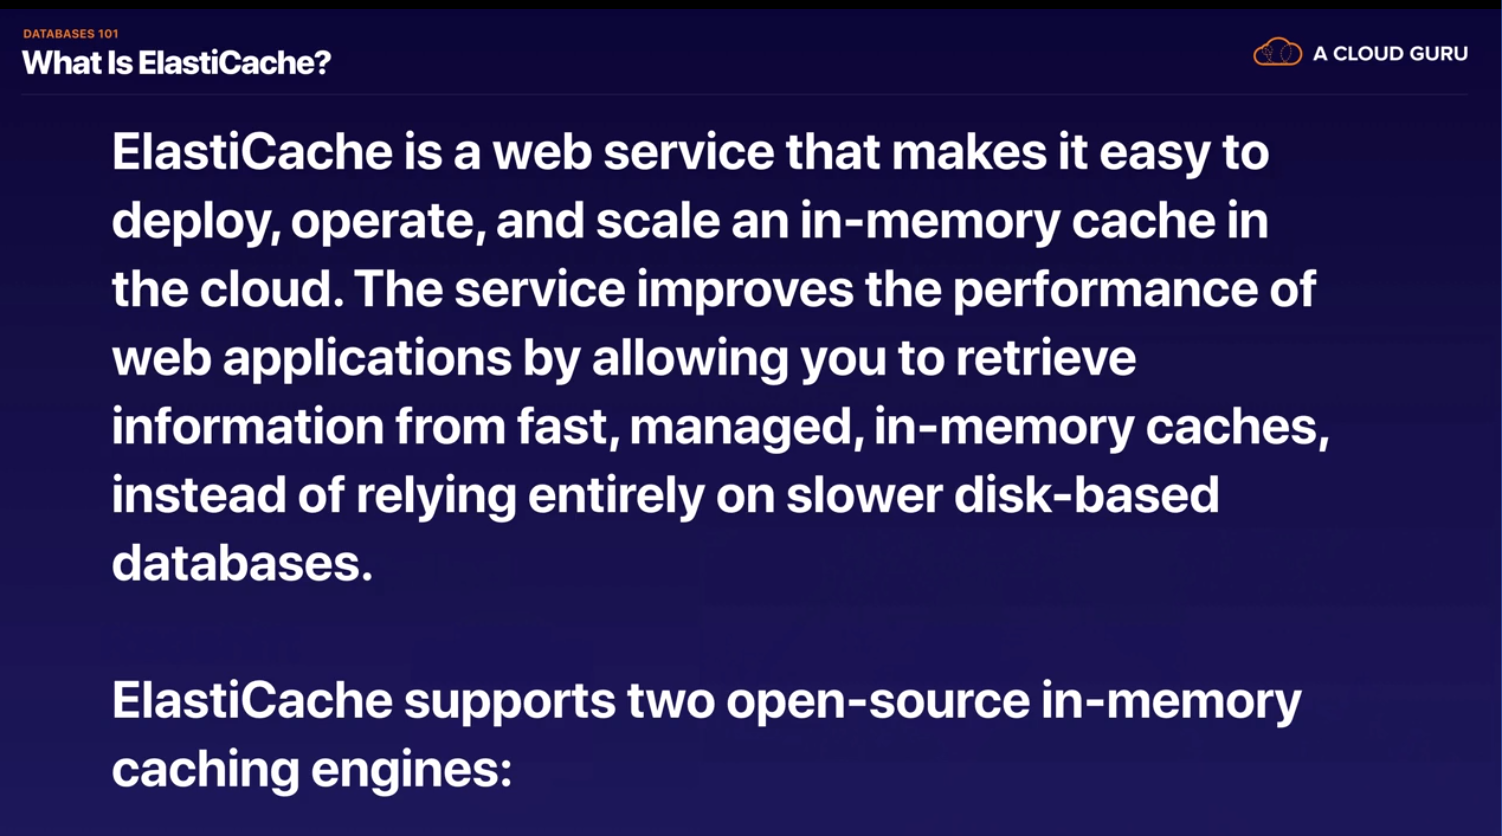 DATABASES 101
What Is ElastiCache?
A CLOUD GURU
ElastiCache is a web service that makes it easy to
deploy, operate, and scale an in-memory cache in
the cloud. The service improves the performance of
web applications by allowing you to retrieve
information from fast, managed, in-memory caches,
instead of relying entirely on slower disk-based
databases.
ElastiCache supports two open-source in-memory
caching engines: